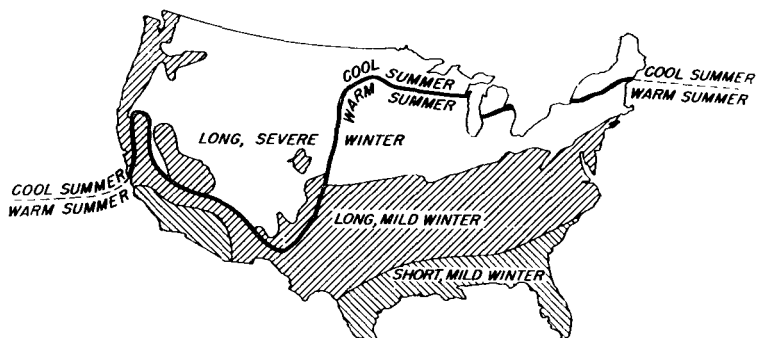 COOL SUMMER
WARM SUMMER
COOL SUMMER
WARM SUMMER
LONG, SEVERE WINTER
COOL SUMMER
WARM SUMMER
LONG, MILD WINTER
SHORT, MILD WINTER